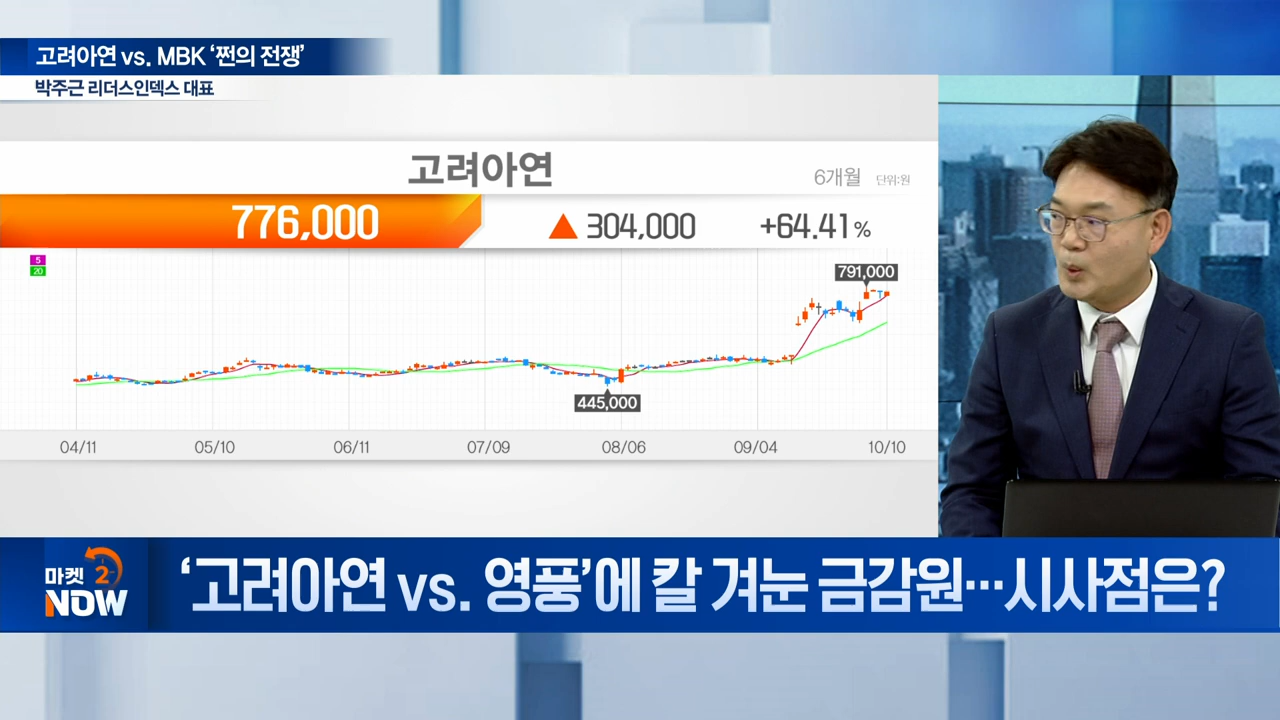 고려아연 vs. MBK ‘쩐의 전쟁’
박주근 리더스인덱스 대표
고려아연
6개월 단위:원
776,000 ▲ 304,000 +64.41%
5
20
791,000
445,000
04/11 05/10 06/11 07/09 08/06 09/04 10/10
마켓 2
NOW
‘고려아연 vs. 영풍’에 칼 겨눈 금감원…시사점은?